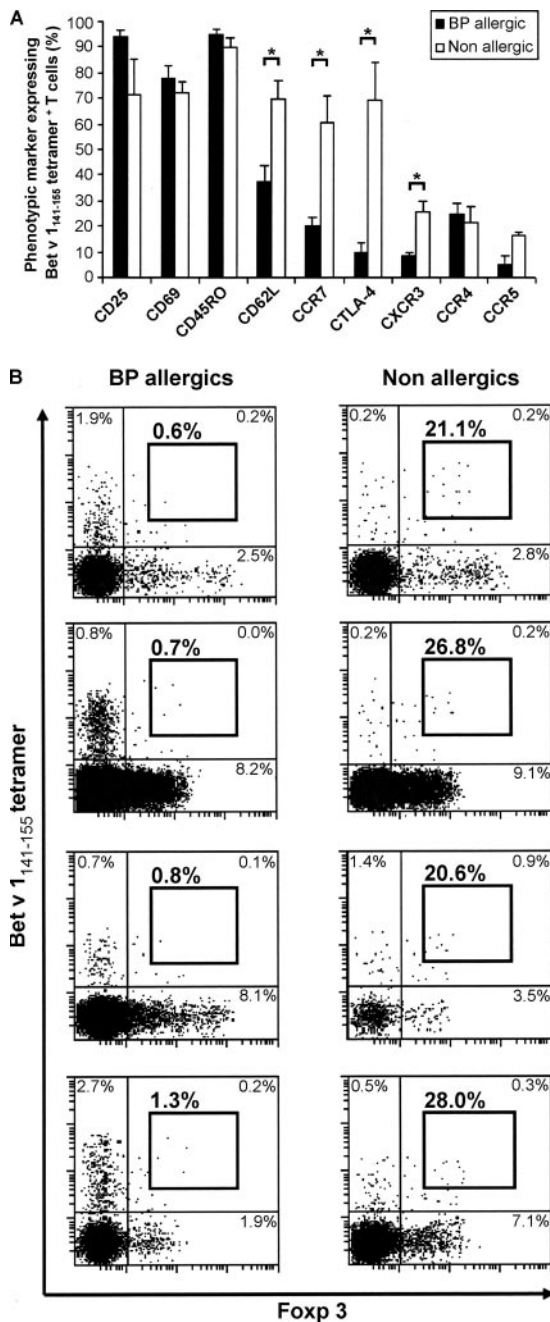 A
BP allergic
Non allergic
Phenotypic marker expressing
Bet v 1141-155 tetramer + T cells (%)
100
90
80
70
60
50
40
30
20
10
0
*
*
*
*
CD25
CD69
CD45RO
CD62L
CCR7
CTLA-4
CXCR3
CCR4
CCR5
B
BP allergics
Non allergics
1.9%
0.2%
0.6%
2.5%
0.2%
0.2%
21.1%
2.8%
0.8%
0.0%
0.7%
8.2%
0.2%
0.2%
26.8%
9.1%
0.7%
0.1%
0.8%
8.1%
1.4%
0.9%
20.6%
3.5%
2.7%
0.2%
1.3%
1.9%
0.5%
0.3%
28.0%
7.1%
Bet v 1141-155 tetramer
Foxp 3